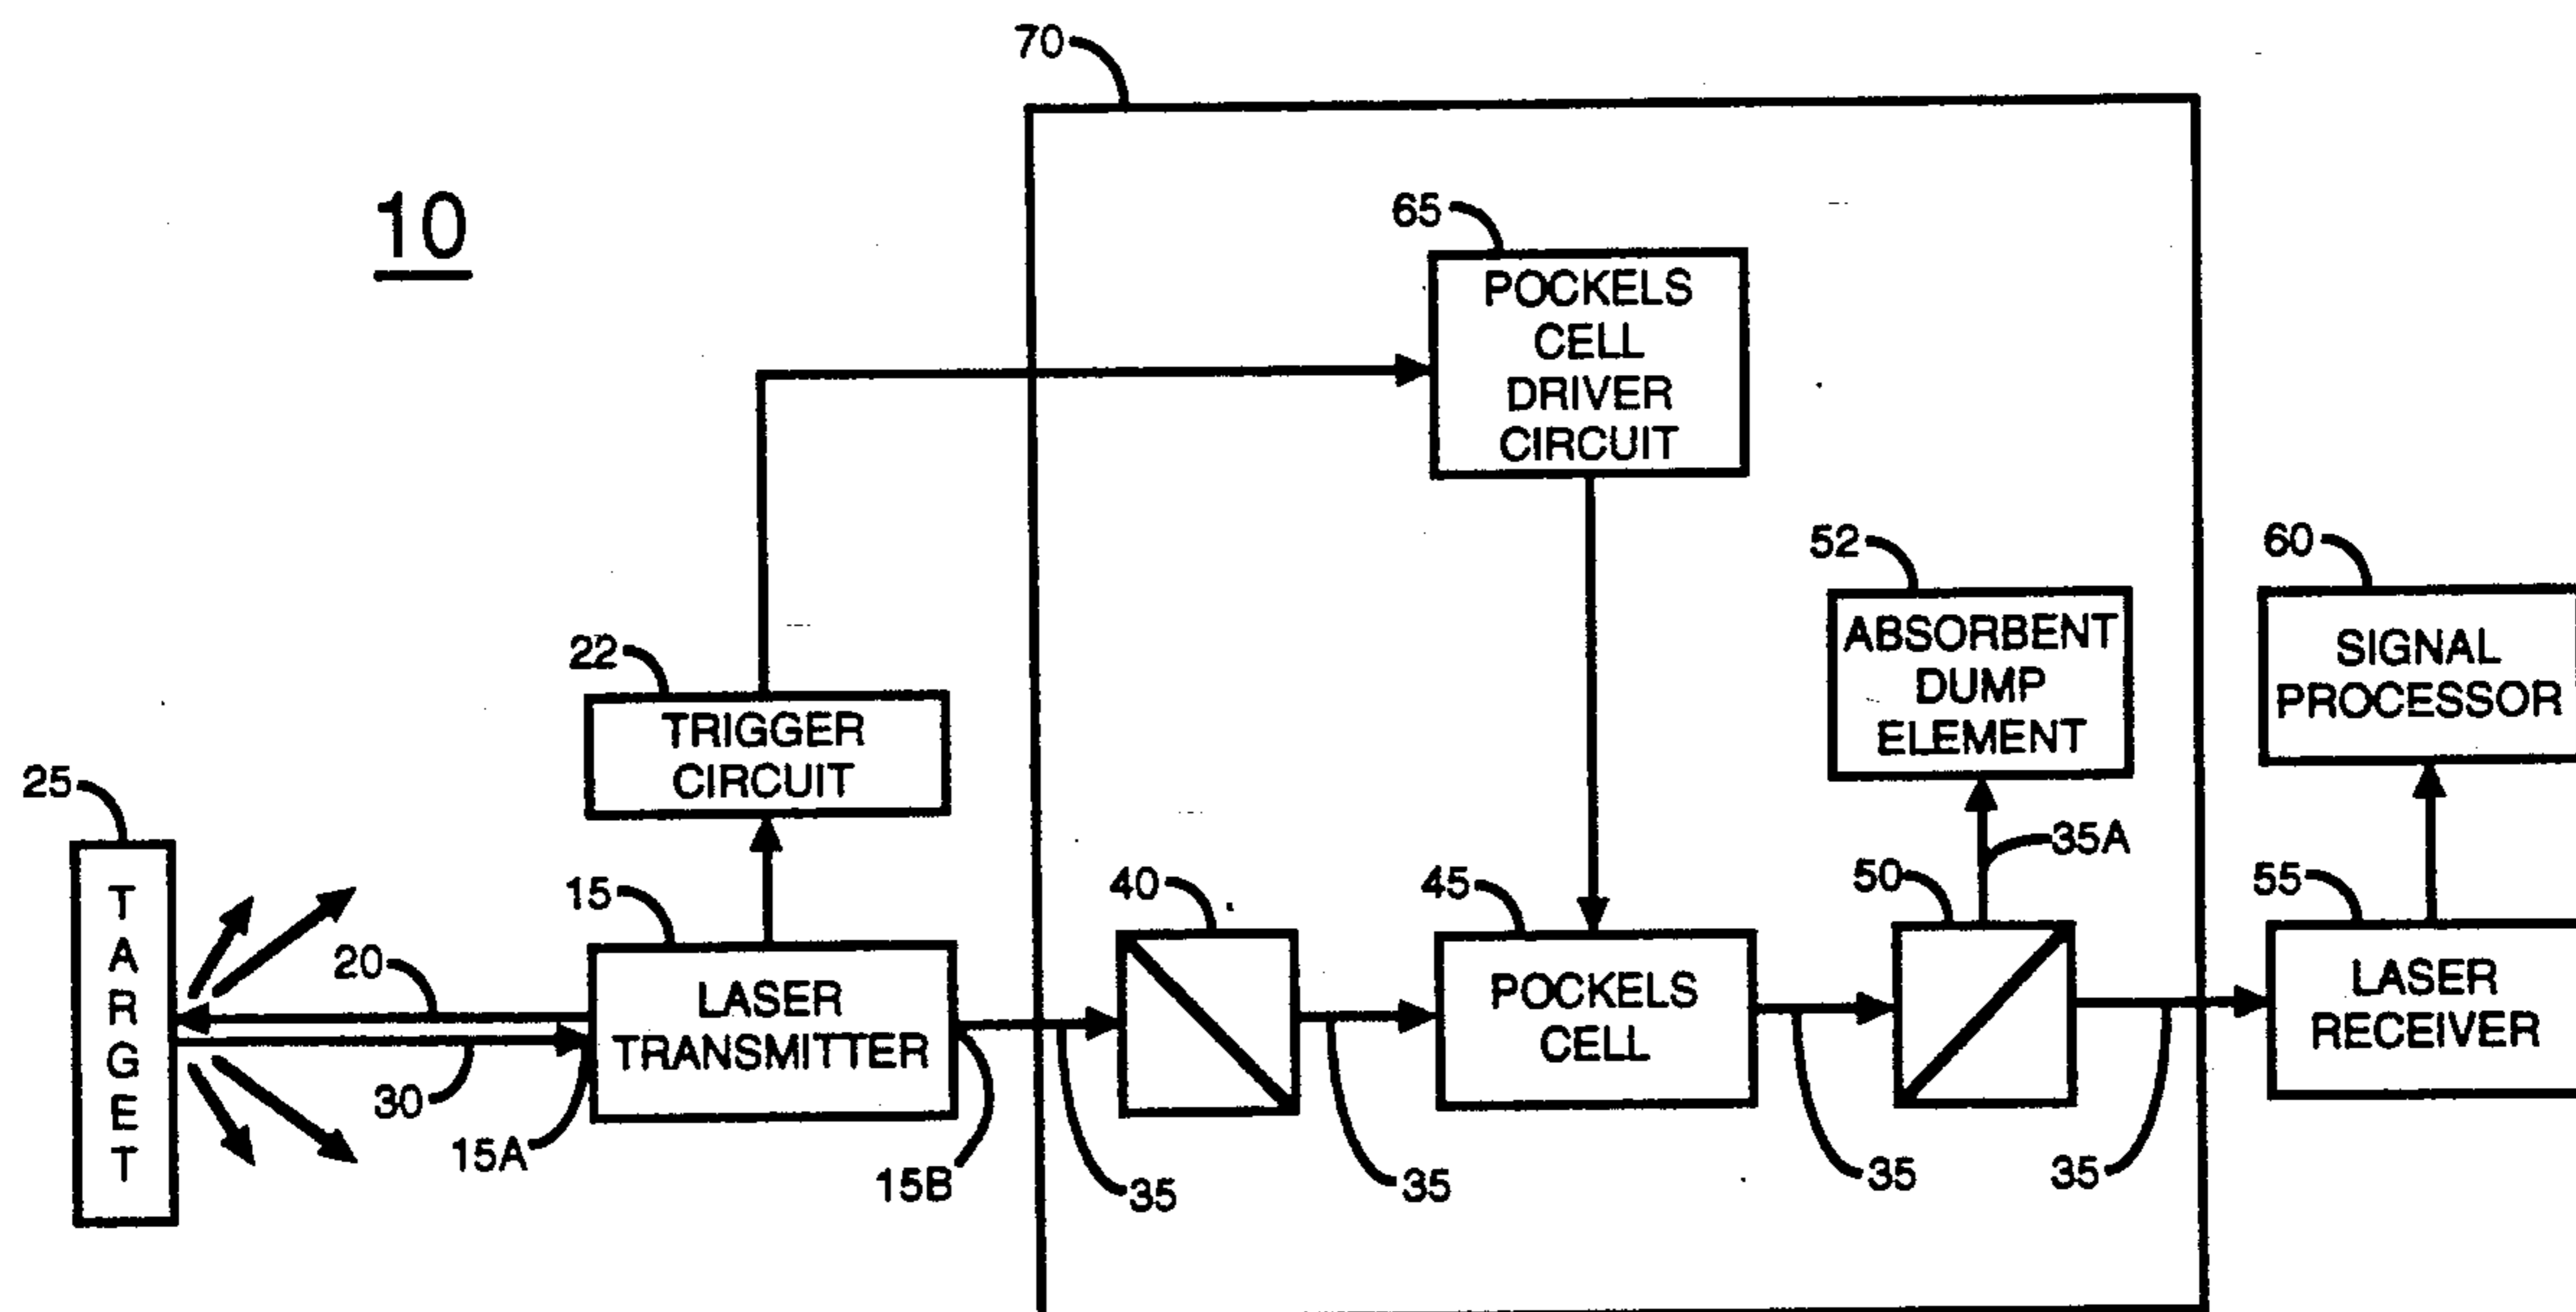 70
10
65
POCKELS
CELL
DRIVER
CIRCUIT
52
60
ABSORBENT
DUMP
ELEMENT
SIGNAL
PROCESSOR
22
TRIGGER
CIRCUIT
25
TARGET
15
20
30
15A
LASER
TRANSMITTER
15B
35
40
35
45
POCKELS
CELL
35
50
35A
35
55
LASER
RECEIVER